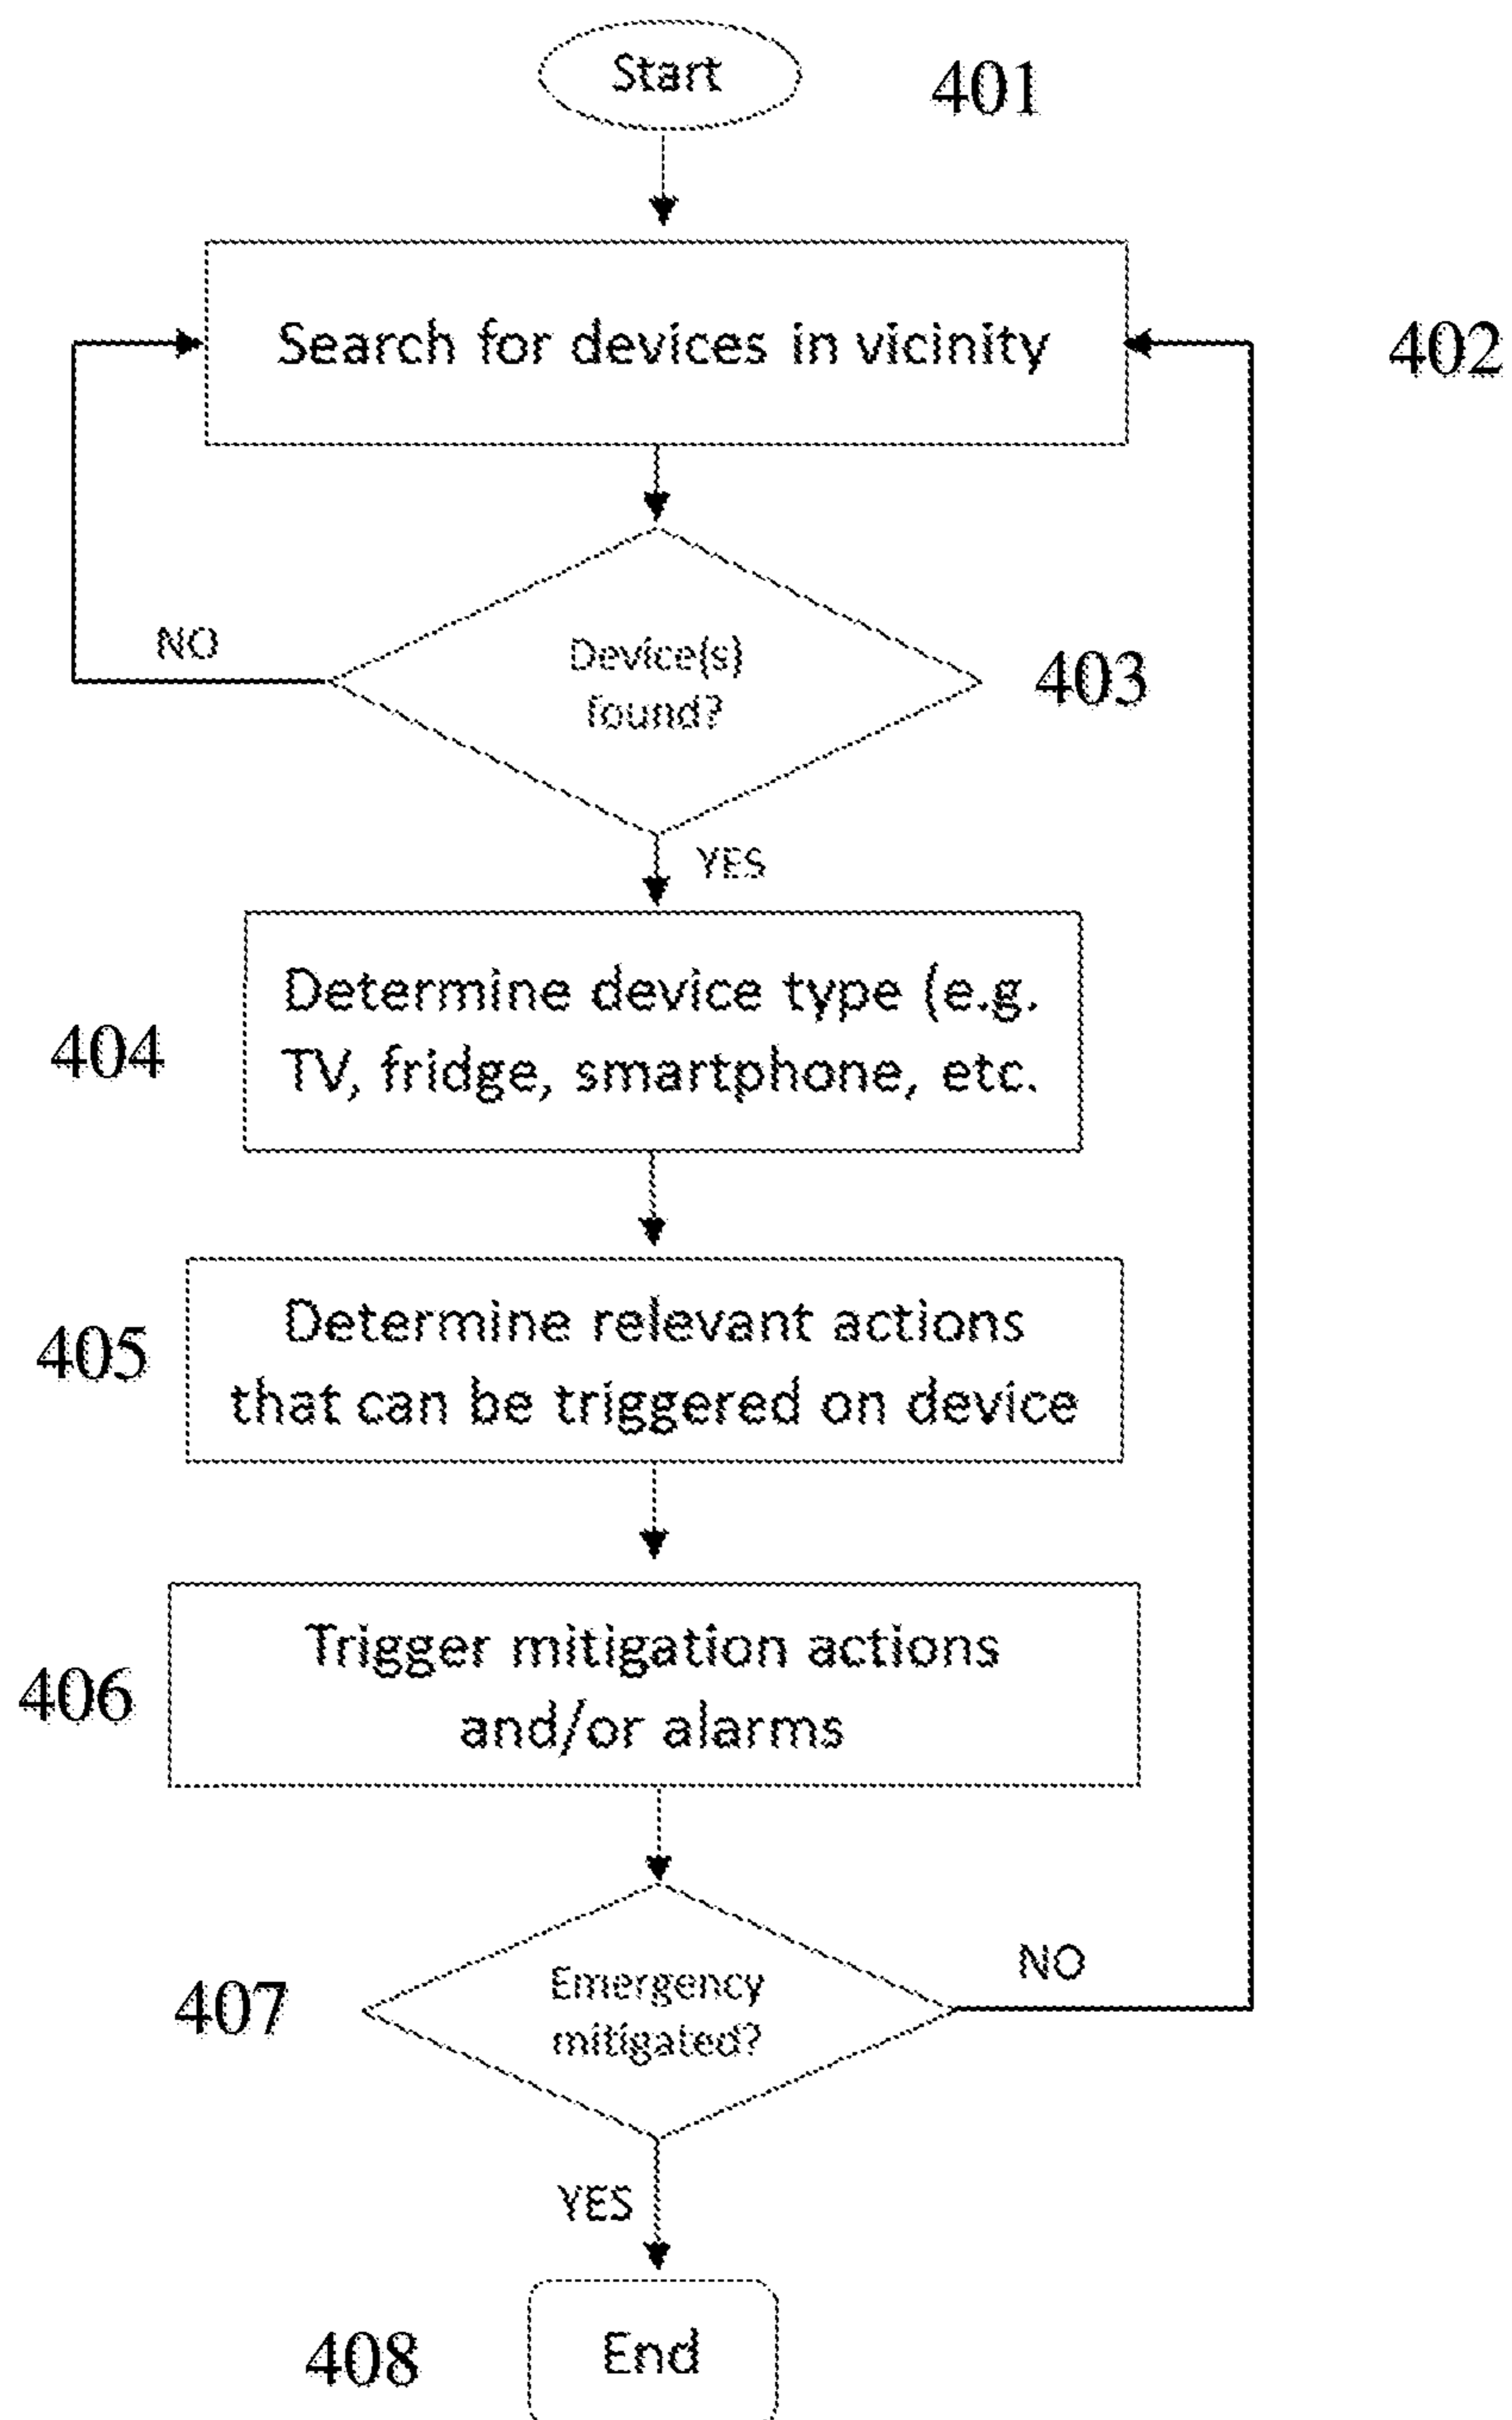 Start
401
Search for devices in vicinity
402
NO
Device(s)
found?
403
YES
Determine device type (e.g.
TV, fridge, smartphone, etc.
404
Determine relevant actions
that can be triggered on device
405
Trigger mitigation actions
and/or alarms
406
Emergency
mitigated?
407
NO
YES
End
408